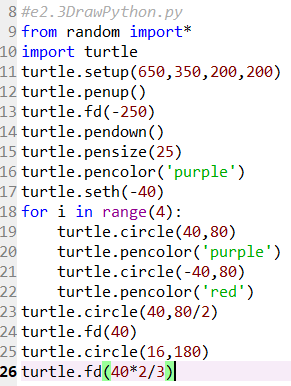 8 #e2.3DrawPython.py
9 from random import*
10 import turtle
11 turtle.setup(650,350,200,200)
12 turtle.penup()
13 turtle.fd(-250)
14 turtle.pendown()
15 turtle.pensize(25)
16 turtle.pencolor('purple')
17 turtle.seth(-40)
18 for i in range(4):
19     turtle.circle(40,80)
20     turtle.pencolor('purple')
21     turtle.circle(-40,80)
22     turtle.pencolor('red')
23 turtle.circle(40,80/2)
24 turtle.fd(40)
25 turtle.circle(16,180)
26 turtle.fd(40*2/3)